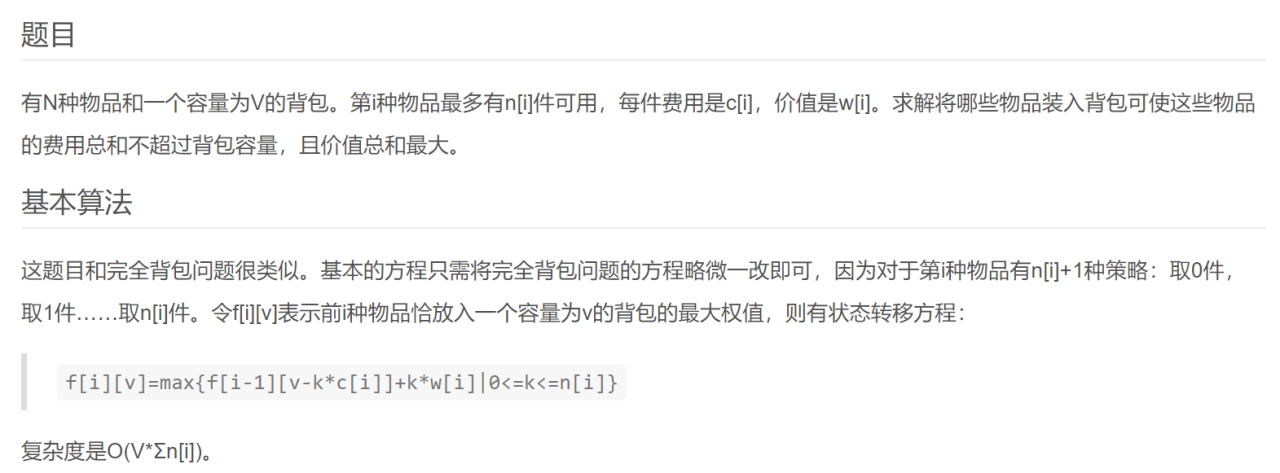 题目
有N种物品和一个容量为V的背包。第i种物品最多有n[i]件可用，每件费用是c[i]，价值是w[i]。求解将哪些物品装入背包可使这些物品
的费用总和不超过背包容量，且价值总和最大。
基本算法
这题目和完全背包问题很类似。基本的方程只需将完全背包问题的方程略微一改即可，因为对于第i种物品有n[i]+1种策略：取0件，
取1件……取n[i]件。令f[i][v]表示前i种物品恰放入一个容量为v的背包的最大权值，则有状态转移方程：
f[i][v]=max{f[i-1][v-k*c[i]]+k*w[i]|0<=k<=n[i]}
复杂度是O(V*Σn[i])。